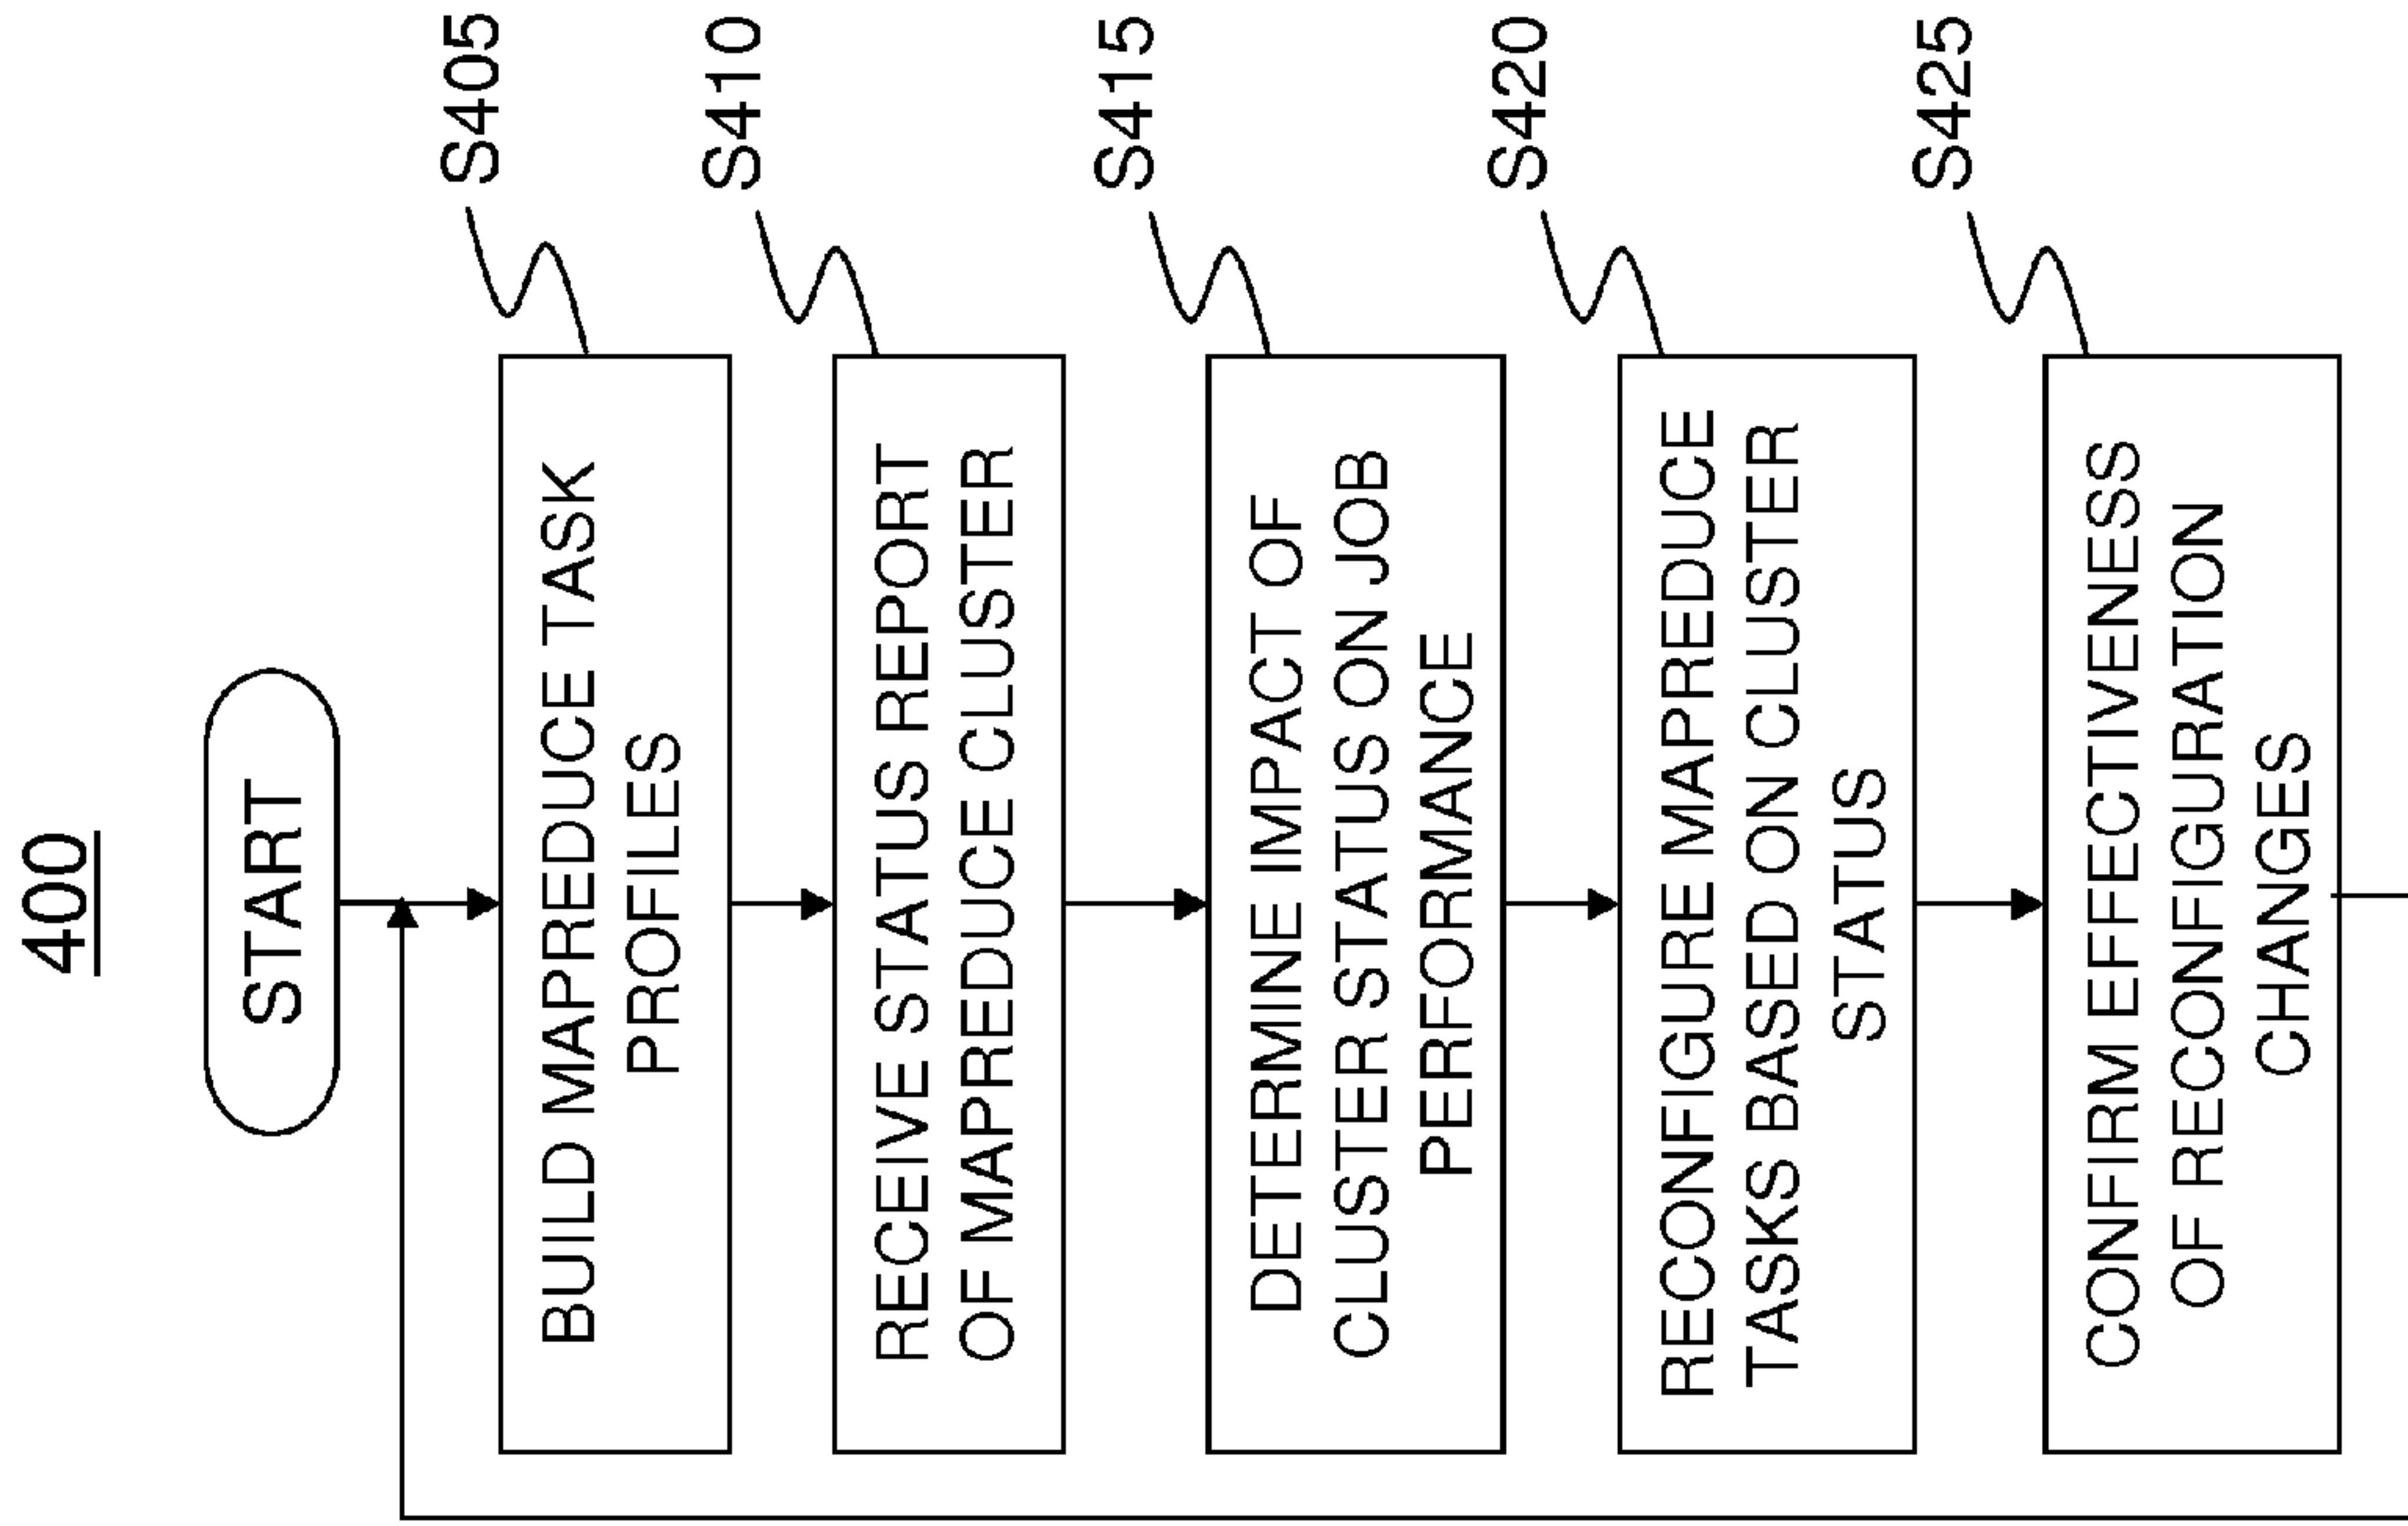 400
START
BUILD MAPREDUCE TASK
PROFILES
S405
RECEIVE STATUS REPORT
OF MAPREDUCE CLUSTER
S410
DETERMINE IMPACT OF
CLUSTER STATUS ON JOB
PERFORMANCE
S415
RECONFIGURE MAPREDUCE
TASKS BASED ON CLUSTER
STATUS
S420
CONFIRM EFFECTIVENESS
OF RECONFIGURATION
CHANGES
S425